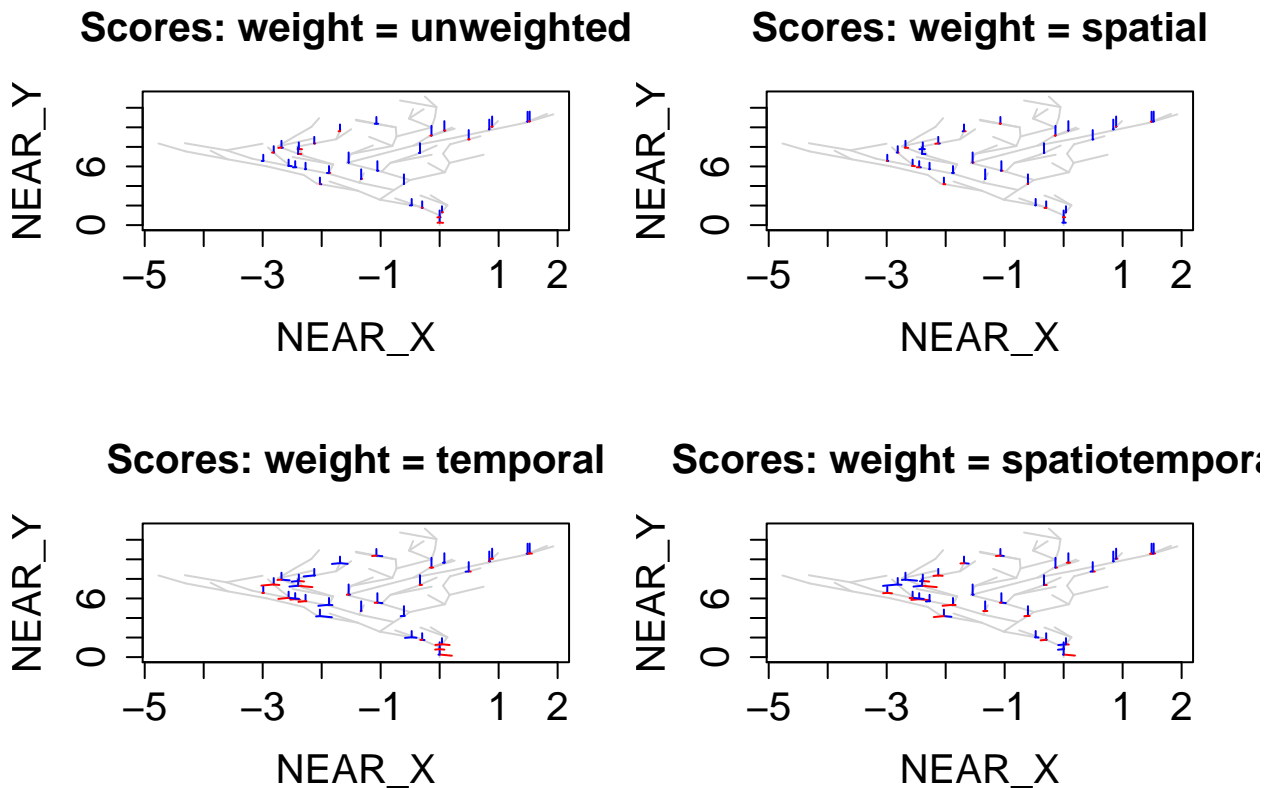 Scores: weight = unweighted
NEAR_Y
0
6
−5
−3
−1
1
2
NEAR_X
Scores: weight = spatial
NEAR_Y
0
6
−5
−3
−1
1
2
NEAR_X
Scores: weight = temporal
NEAR_Y
0
6
−5
−3
−1
1
2
NEAR_X
Scores: weight = spatiotempora
NEAR_Y
0
6
−5
−3
−1
1
2
NEAR_X